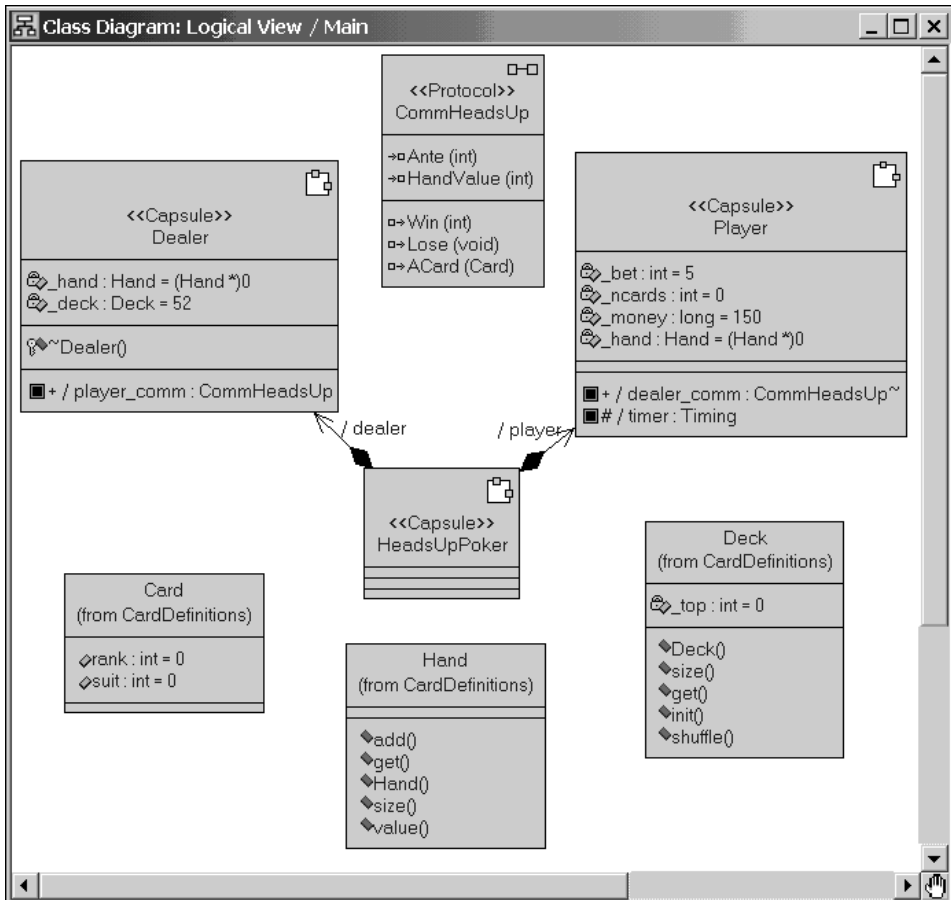 Class Diagram: Logical View / Main
<<Protocol>>
CommHeadsUp
Ante (int)
HandValue (int)
Win (int)
Lose (void)
ACard (Card)
<<Capsule>>
Dealer
_hand : Hand = (Hand *)0
_deck : Deck = 52
~Dealer()
+ / player_comm : CommHeadsUp
<<Capsule>>
Player
_bet : int = 5
_ncards : int = 0
_money : long = 150
_hand : Hand = (Hand *)0
+ / dealer_comm : CommHeadsUp~
# / timer : Timing
/ dealer
/ player
<<Capsule>>
HeadsUpPoker
Card
(from CardDefinitions)
rank : int = 0
suit : int = 0
Hand
(from CardDefinitions)
add()
get()
Hand()
size()
value()
Deck
(from CardDefinitions)
_top : int = 0
Deck()
size()
get()
init()
shuffle()